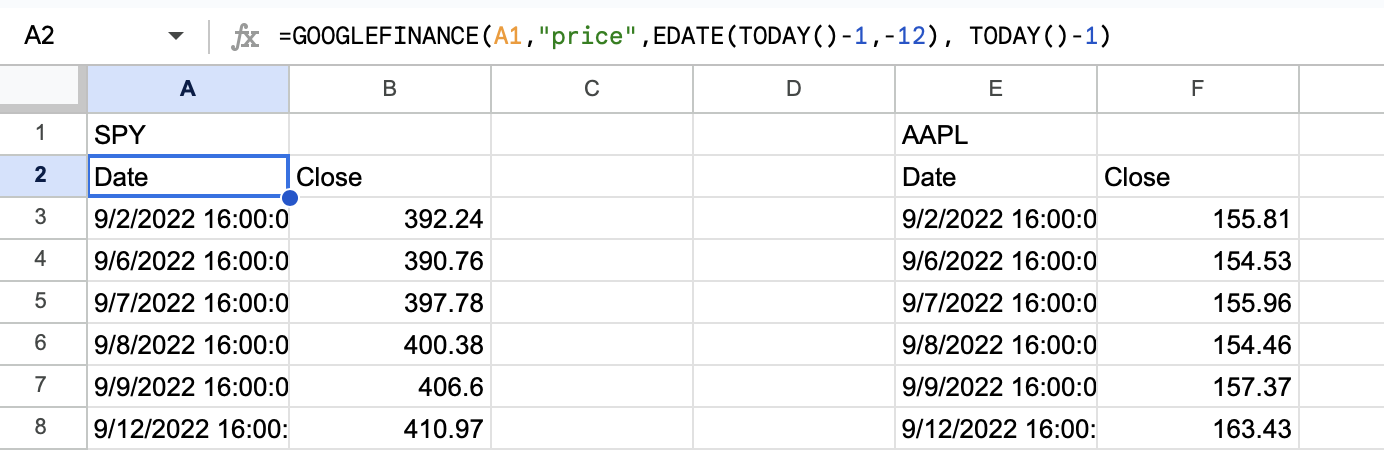 A2 fx =GOOGLEFINANCE(A1,"price",EDATE(TODAY()-1,-12), TODAY()-1)
A B C D E F
1 SPY AAPL
2 Date Close Date Close
3 9/2/2022 16:00:0 392.24 9/2/2022 16:00:0 155.81
4 9/6/2022 16:00:0 390.76 9/6/2022 16:00:0 154.53
5 9/7/2022 16:00:0 397.78 9/7/2022 16:00:0 155.96
6 9/8/2022 16:00:0 400.38 9/8/2022 16:00:0 154.46
7 9/9/2022 16:00:0 406.6 9/9/2022 16:00:0 157.37
8 9/12/2022 16:00: 410.97 9/12/2022 16:00: 163.43